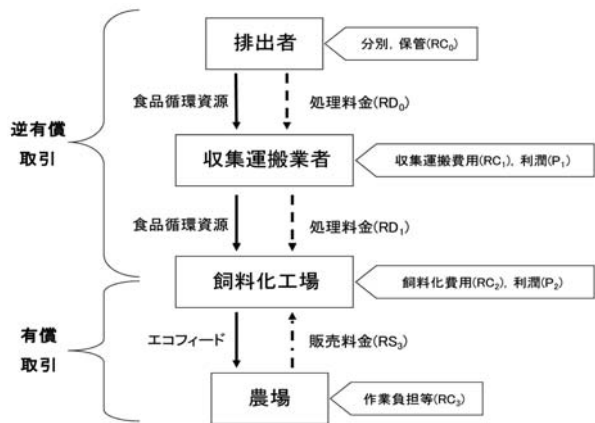 排出者
分別，保管(RC₀)
食品循環資源
処理料金(RD₀)
逆有償
取引
収集運搬業者
収集運搬費用(RC₁)，利潤(P₁)
食品循環資源
処理料金(RD₁)
飼料化工場
飼料化費用(RC₂)，利潤(P₂)
有償
取引
エコフィード
販売料金(RS₃)
農場
作業負担等(RC₃)